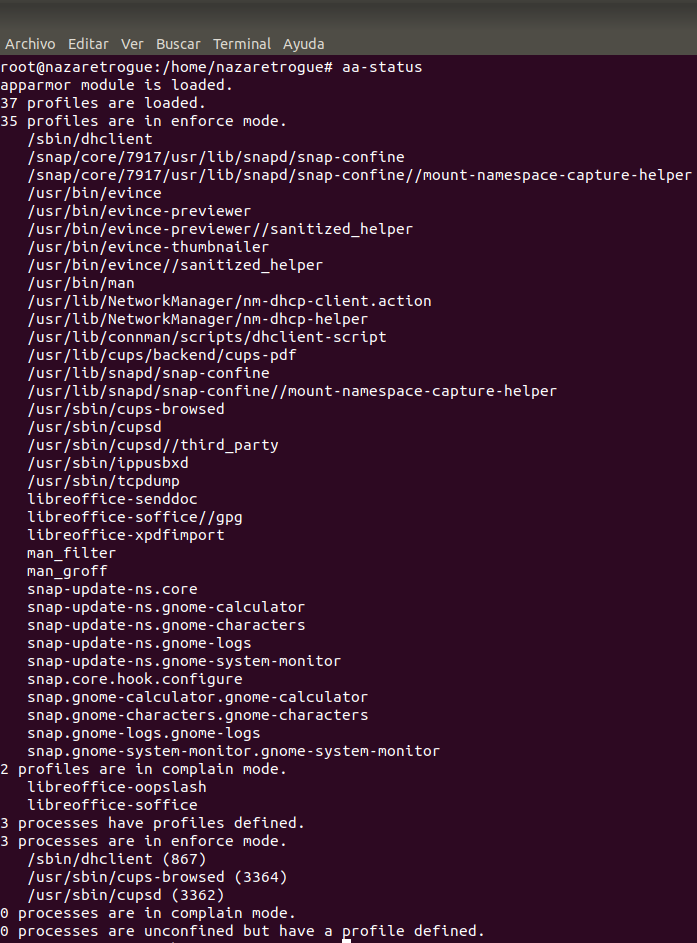 Archivo Editar Ver Buscar Terminal Ayuda
root@nazaretrogue:/home/nazaretrogue# aa-status
apparmor module is loaded.
37 profiles are loaded.
35 profiles are in enforce mode.
/sbin/dhclient
/snap/core/7917/usr/lib/snapd/snap-confine
/snap/core/7917/usr/lib/snapd/snap-confine//mount-namespace-capture-helper
/usr/bin/evince
/usr/bin/evince-previewer
/usr/bin/evince-previewer//sanitized_helper
/usr/bin/evince-thumbnailer
/usr/bin/evince//sanitized_helper
/usr/bin/man
/usr/lib/NetworkManager/nm-dhcp-client.action
/usr/lib/NetworkManager/nm-dhcp-helper
/usr/lib/connman/scripts/dhclient-script
/usr/lib/cups/backend/cups-pdf
/usr/lib/snapd/snap-confine
/usr/lib/snapd/snap-confine//mount-namespace-capture-helper
/usr/sbin/cups-browsed
/usr/sbin/cupsd
/usr/sbin/cupsd//third_party
/usr/sbin/ippusbxd
/usr/sbin/tcpdump
libreoffice-senddoc
libreoffice-soffice//gpg
libreoffice-xpdfimport
man_filter
man_groff
snap-update-ns.core
snap-update-ns.gnome-calculator
snap-update-ns.gnome-characters
snap-update-ns.gnome-logs
snap-update-ns.gnome-system-monitor
snap.core.hook.configure
snap.gnome-calculator.gnome-calculator
snap.gnome-characters.gnome-characters
snap.gnome-logs.gnome-logs
snap.gnome-system-monitor.gnome-system-monitor
2 profiles are in complain mode.
libreoffice-oopslash
libreoffice-soffice
3 processes have profiles defined.
3 processes are in enforce mode.
/sbin/dhclient (867)
/usr/sbin/cups-browsed (3364)
/usr/sbin/cupsd (3362)
0 processes are in complain mode.
0 processes are unconfined but have a profile defined.